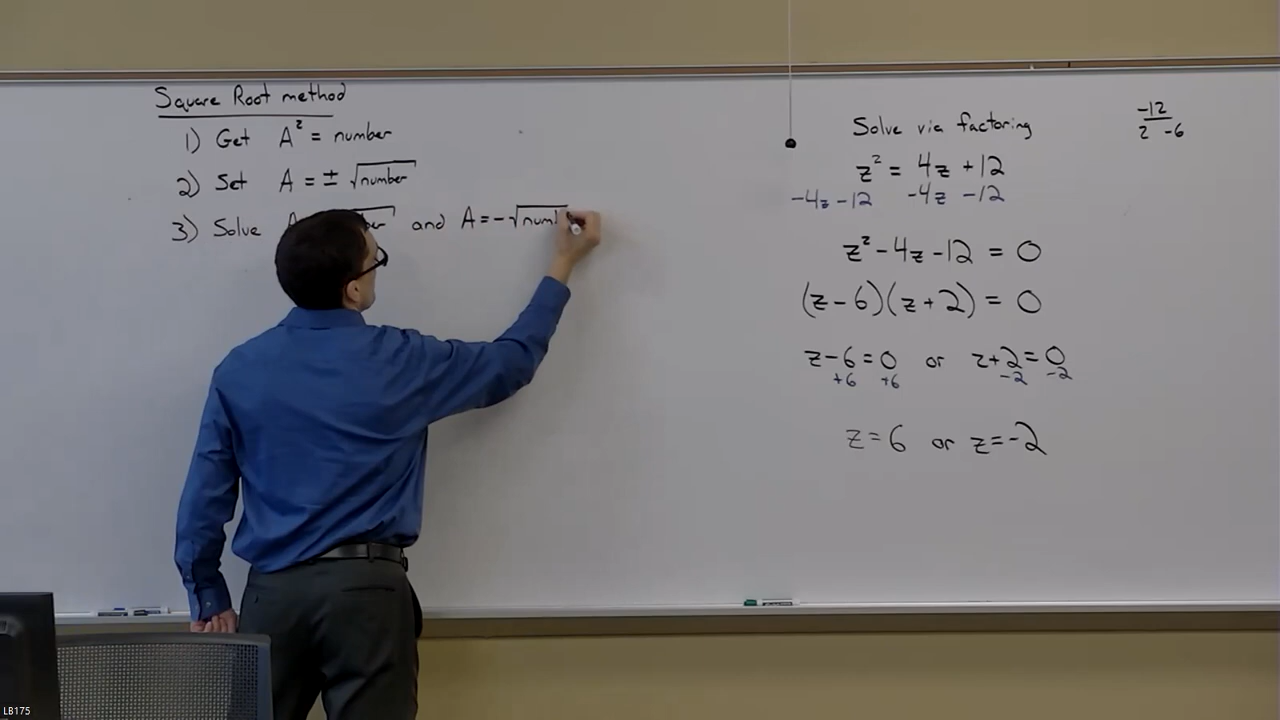 Square Root method
1) Get A² = number
2) Set A = ± √number
3) Solve and A = -√num
Solve via factoring
z² = 4z + 12
-4z -12 -4z -12
z² - 4z - 12 = 0
(z - 6)(z + 2) = 0
z - 6 = 0 or z + 2 = 0
+6 +6 -2 -2
z = 6 or z = -2
-12
2 -6
LB175